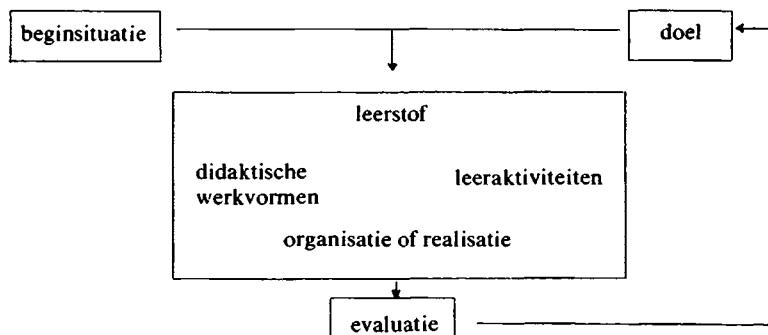 beginsituatie
doel
leerstof
didaktische
werkvormen
leeraktiviteiten
organisatie of realisatie
evaluatie